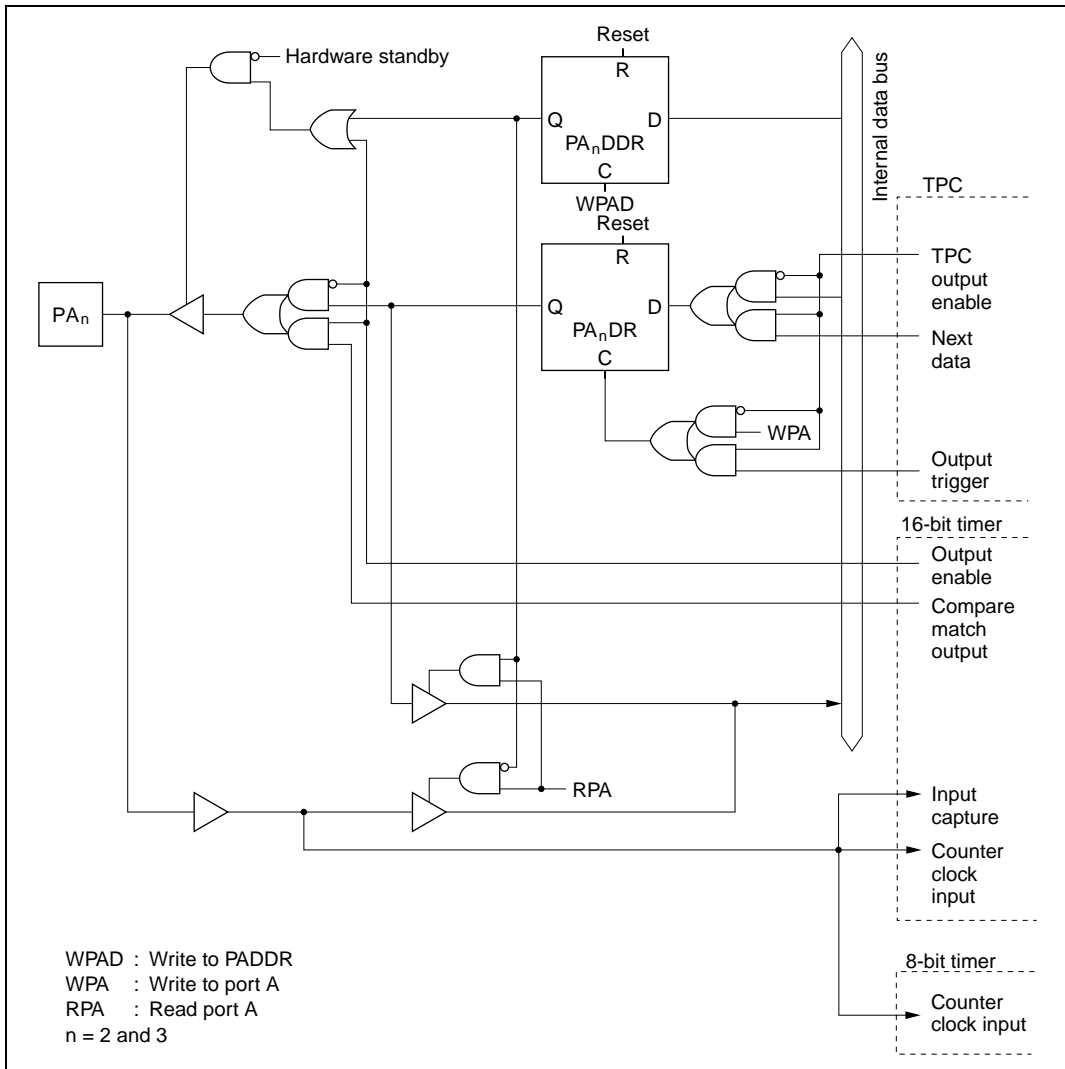 Reset
Hardware standby
R
Q
D
PAnDDR
C
WPAD
Internal data bus
TPC
Reset
R
TPC
output
enable
PAn
Q
D
PAnDR
C
Next
data
WPA
Output
trigger
16-bit timer
Output
enable
Compare
match
output
RPA
Input
capture
Counter
clock
input
WPAD : Write to PADDR
WPA : Write to port A
RPA : Read port A
n = 2 and 3
8-bit timer
Counter
clock input